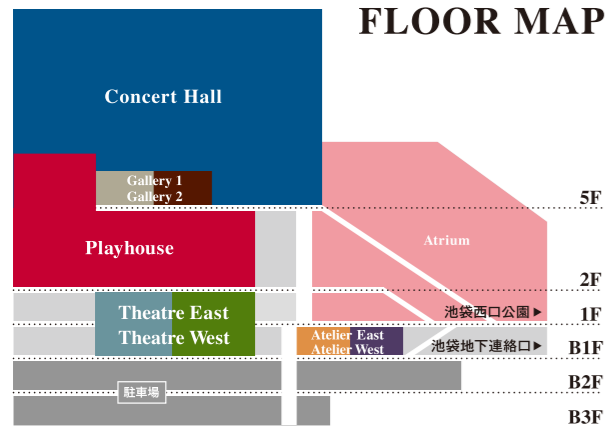 FLOOR MAP
Concert Hall
Gallery 1
Gallery 2
5F
Playhouse
Atrium
2F
Theatre East
池袋西口公園▶
1F
Theatre West
Atelier East
Atelier West
池袋地下連絡口▶
B1F
B2F
駐車場
B3F